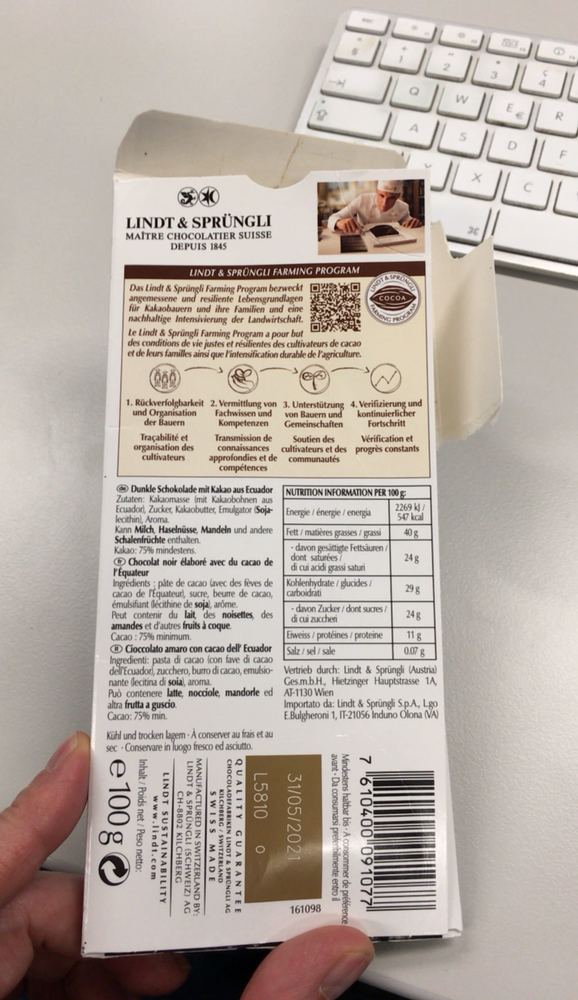 LINDT & SPRÜNGLI
MAÎTRE CHOCOLATIER SUISSE
DEPUIS 1845
LINDT & SPRÜNGLI FARMING PROGRAM
Das Lindt & Sprüngli Farming Program bezweckt
angemessene und resiliente Lebensgrundlagen
für Kakaobauern und ihre Familien und eine
nachhaltige Intensivierung der Landwirtschaft.
Le Lindt & Sprüngli Farming Program a pour but
des conditions de vie justes et résilientes des cultivateurs de cacao
et de leurs familles ainsi que l'intensification durable de l'agriculture.
LINDT & SPRÜNGLI
COCOA
FARMING PROGRAM
1. Rückverfolgbarkeit
und Organisation
der Bauern
Traçabilité et
organisation des
cultivateurs
2. Vermittlung von
Fachwissen und
Kompetenzen
Transmission de
connaissances
approfondies et de
compétences
3. Unterstützung
von Bauern und
Gemeinschaften
Soutien des
cultivateurs et des
communautés
4. Verifizierung und
kontinuierlicher
Fortschritt
Vérification et
progrès constants
Dunkle Schokolade mit Kakao aus Ecuador
Zutaten: Kakaomasse (mit Kakaobohnen aus
Ecuador), Zucker, Kakaobutter, Emulgator (Soja-
lecithin), Aroma.
Kann Milch, Haselnüsse, Mandeln und andere
Schalenfrüchte enthalten.
Kakao: 75% mindestens.
Chocolat noir élaboré avec du cacao de
l'Équateur
Ingrédients : pâte de cacao (avec des fèves de
cacao de l'Équateur), sucre, beurre de cacao,
émulsifiant (lécithine de soja), arôme.
Peut contenir du lait, des noisettes, des
amandes et d'autres fruits à coque.
Cacao : 75% minimum.
Cioccolato amaro con cacao dell' Ecuador
Ingredienti: pasta di cacao (con fave di cacao
dell'Ecuador), zucchero, burro di cacao, emulsio-
nante (lecitina di soia), aroma.
Può contenere latte, nocciole, mandorle ed
altra frutta a guscio.
Cacao: 75% min.
NUTRITION INFORMATION PER 100 g:
Energie / énergie / energia 2269 kJ /
547 kcal
Fett / matières grasses / grassi 40 g
- davon gesättigte Fettsäuren /
dont saturées /
di cui acidi grassi saturi 24 g
Kohlenhydrate / glucides /
carboidrati 29 g
- davon Zucker / dont sucres /
di cui zuccheri 24 g
Eiweiss / protéines / proteine 11 g
Salz / sel / sale 0.07 g
Vertrieb durch: Lindt & Sprüngli (Austria)
Ges.m.b.H., Hietzinger Hauptstrasse 1A,
AT-1130 Wien
Importato da: Lindt & Sprüngli S.p.A., L.go
E.Bulgheroni 1, IT-21056 Induno Olona (VA)
Kühl und trocken lagern · À conserver au frais et au
sec · Conservare in luogo fresco ed asciutto.
Mindestens haltbar bis · À consommer de préférence
avant · Da consumarsi preferibilmente entro il
31/05/2021
L5810
QUALITY GUARANTEE
CHOCOLADEFABRIKEN LINDT & SPRÜNGLI AG
KILCHBERG / SWITZERLAND
SWISS MADE
MANUFACTURED IN SWITZERLAND BY:
LINDT & SPRÜNGLI (SCHWEIZ) AG
CH-8802 KILCHBERG
LINDT SUSTAINABILITY
www.lindt.com
Inhalt / Poids net / Peso netto:
e 100 g
161098
7 610400 091077
Q
W
E
€
R
A
S
D
F
X
C
1
2
3
4